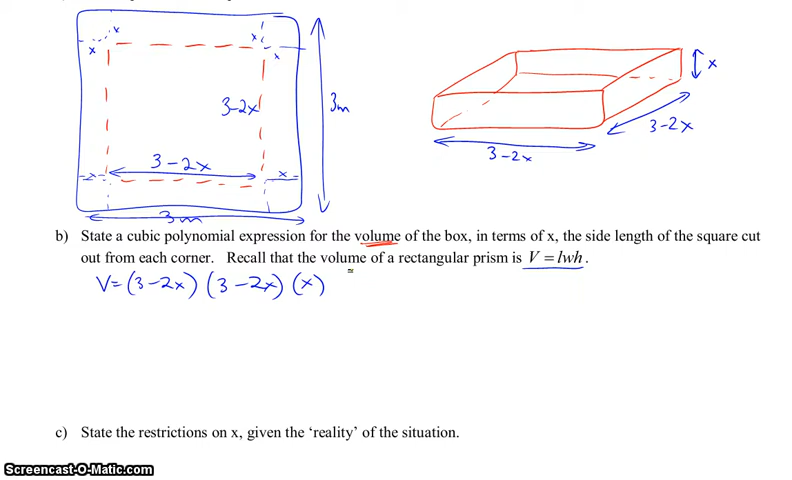 x x x x
3-2x 3m
3-2x
x x
3m
x
3-2x
3-2x
b) State a cubic polynomial expression for the volume of the box, in terms of x, the side length of the square cut
out from each corner. Recall that the volume of a rectangular prism is V = lwh.
V=(3-2x)(3-2x)(x)
c) State the restrictions on x, given the ‘reality’ of the situation.
Screencast-O-Matic.com